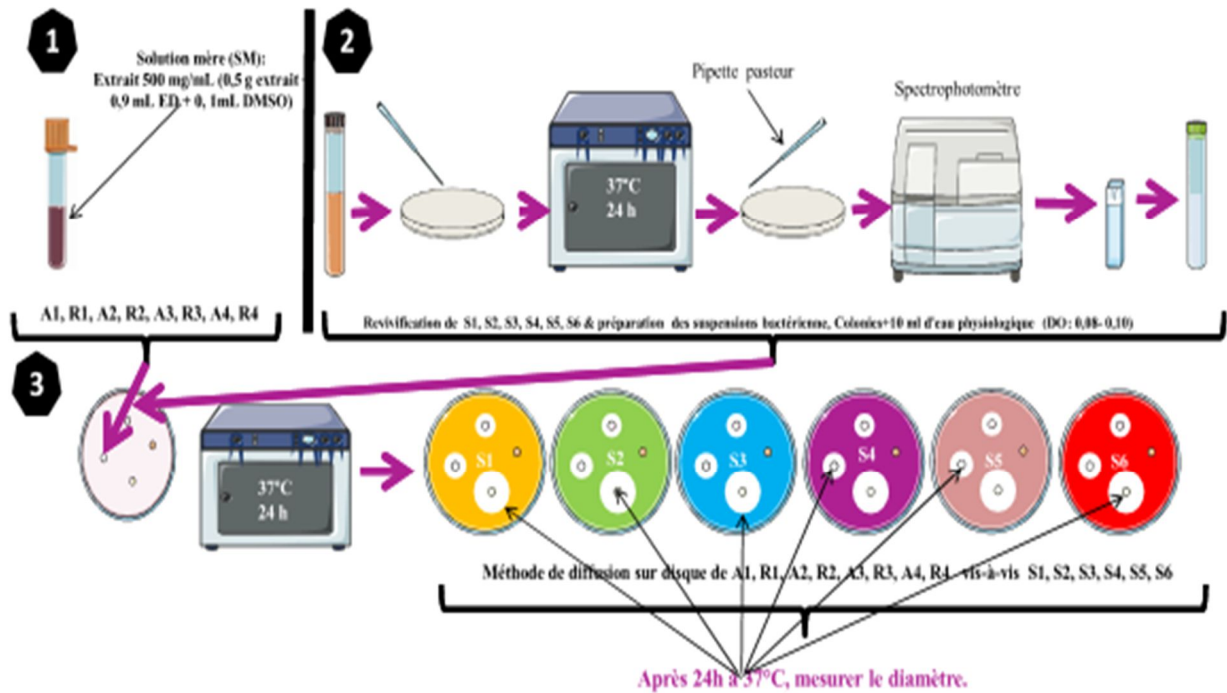 1
Solution mère (SM):
Extrait 500 mg/mL (0,5 g extrait
0,9 mL ED + 0, 1mL DMSO)
A1, R1, A2, R2, A3, R3, A4, R4
2
Pipette pasteur
Spectrophotomètre
37°C
24 h
Revivification de S1, S2, S3, S4, S5, S6 & préparation des suspensions bactérienne, Colonies+10 ml d'eau physiologique (DO: 0,08- 0,10)
3
37°C
24 h
S1
S2
S3
S4
S5
S6
Méthode de diffusion sur disque de A1, R1, A2, R2, A3, R3, A4, R4 vis-à-vis S1, S2, S3, S4, S5, S6
Après 24h à 37°C, mesurer le diamètre.